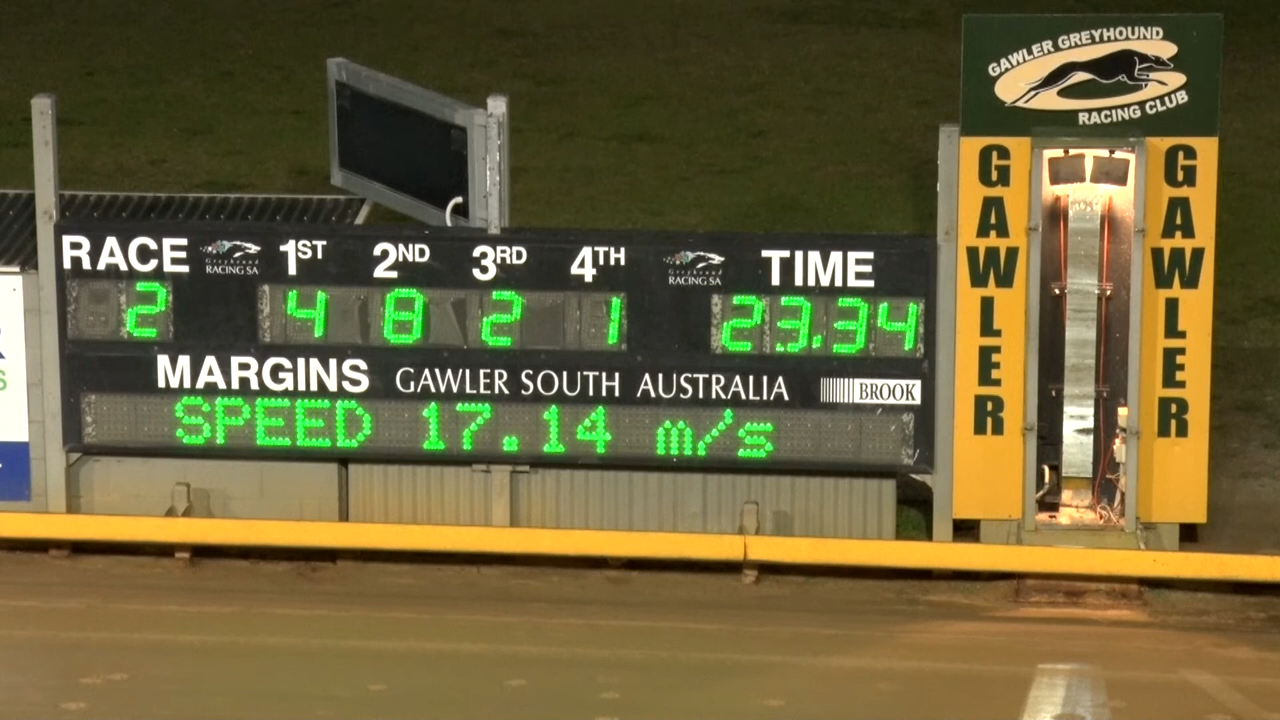 GAWLER GREYHOUND
RACING CLUB
RACE
Greyhound
RACING SA
1ST 2ND 3RD 4TH
Greyhound
RACING SA
TIME
2 4 8 2 1 23.34
MARGINS GAWLER SOUTH AUSTRALIA BROOK
SPEED 17.14 m/s
GAWLER
GAWLER
S